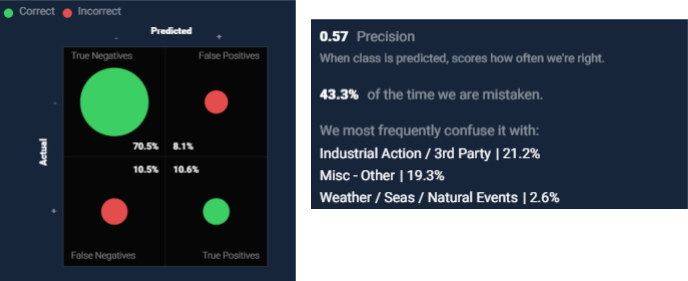 Correct Incorrect
Predicted
- +
True Negatives False Positives
-
70.5% 8.1%
Actual
10.5% 10.6%
+
False Negatives True Positives
0.57 Precision
When class is predicted, scores how often we're right.
43.3% of the time we are mistaken.
We most frequently confuse it with:
Industrial Action / 3rd Party | 21.2%
Misc - Other | 19.3%
Weather / Seas / Natural Events | 2.6%